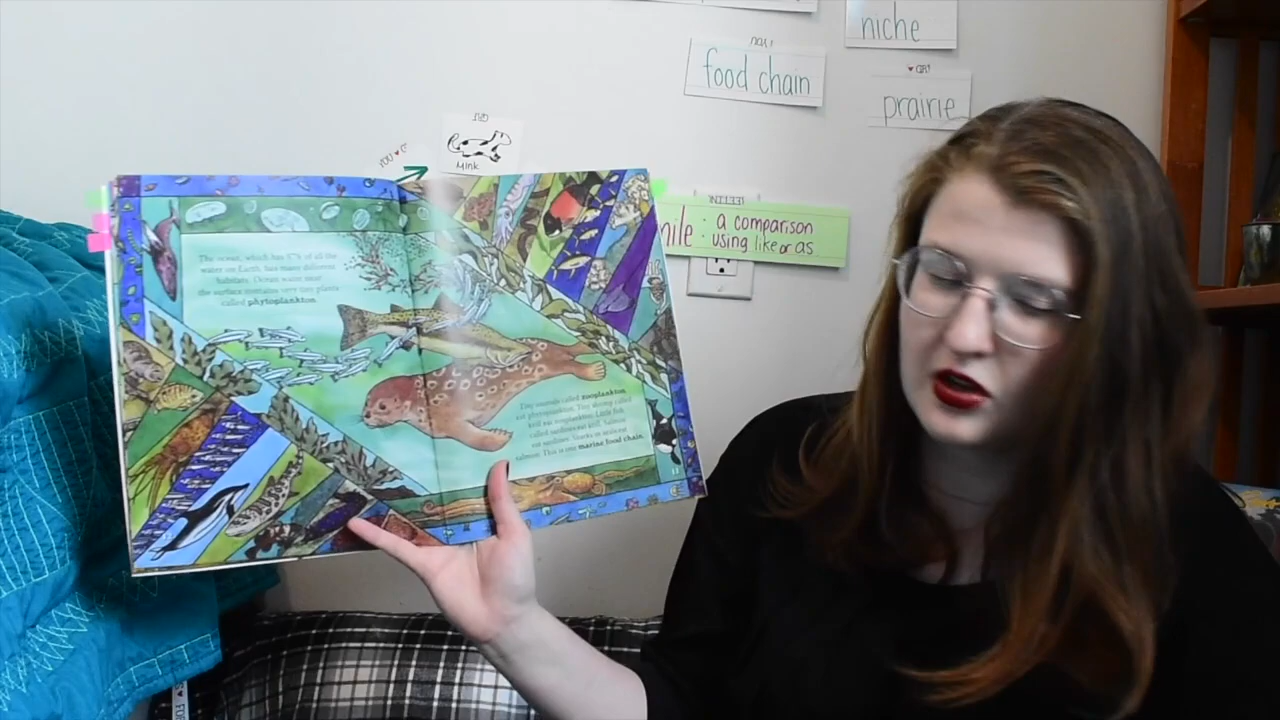 niche
food chain
prairie
Mink
mile : a comparison
using like or as
The ocean, which has 97% of all the
water on Earth, has many different
habitats. Ocean water near
the surface contains very tiny plants
called phytoplankton.
Tiny animals called zooplankton
eat phytoplankton. Tiny shrimp called
krill eat zooplankton. Little fish
called sardines eat krill. Salmon
eat sardines. Sharks or seals eat
salmon. This is one marine food chain.